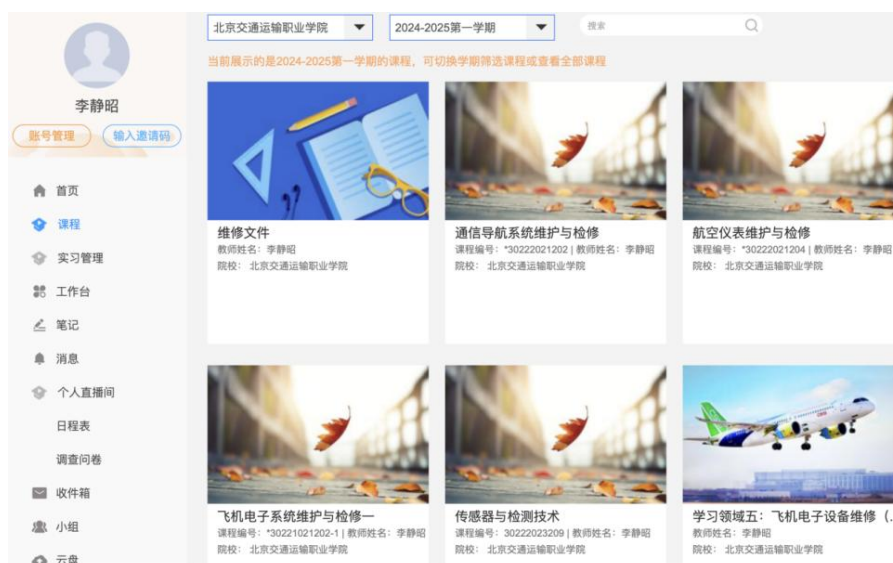 北京交通运输职业学院
2024-2025第一学期
搜索
当前展示的是2024-2025第一学期的课程，可切换学期筛选课程或查看全部课程
李静昭
账号管理
输入邀请码
首页
课程
实习管理
工作台
笔记
消息
个人直播间
日程表
调查问卷
收件箱
小组
云盘
维修文件
教师姓名：李静昭
院校： 北京交通运输职业学院
通信导航系统维护与检修
课程编号：*30222021202 | 教师姓名：李静昭
院校： 北京交通运输职业学院
航空仪表维护与检修
课程编号：*30222021204 | 教师姓名：李静昭
院校： 北京交通运输职业学院
飞机电子系统维护与检修一
课程编号：*30221021202-1 | 教师姓名：李静昭
院校： 北京交通运输职业学院
传感器与检测技术
课程编号：30222023209 | 教师姓名：李静昭
院校： 北京交通运输职业学院
学习领域五：飞机电子设备维修（..
教师姓名：李静昭
院校： 北京交通运输职业学院